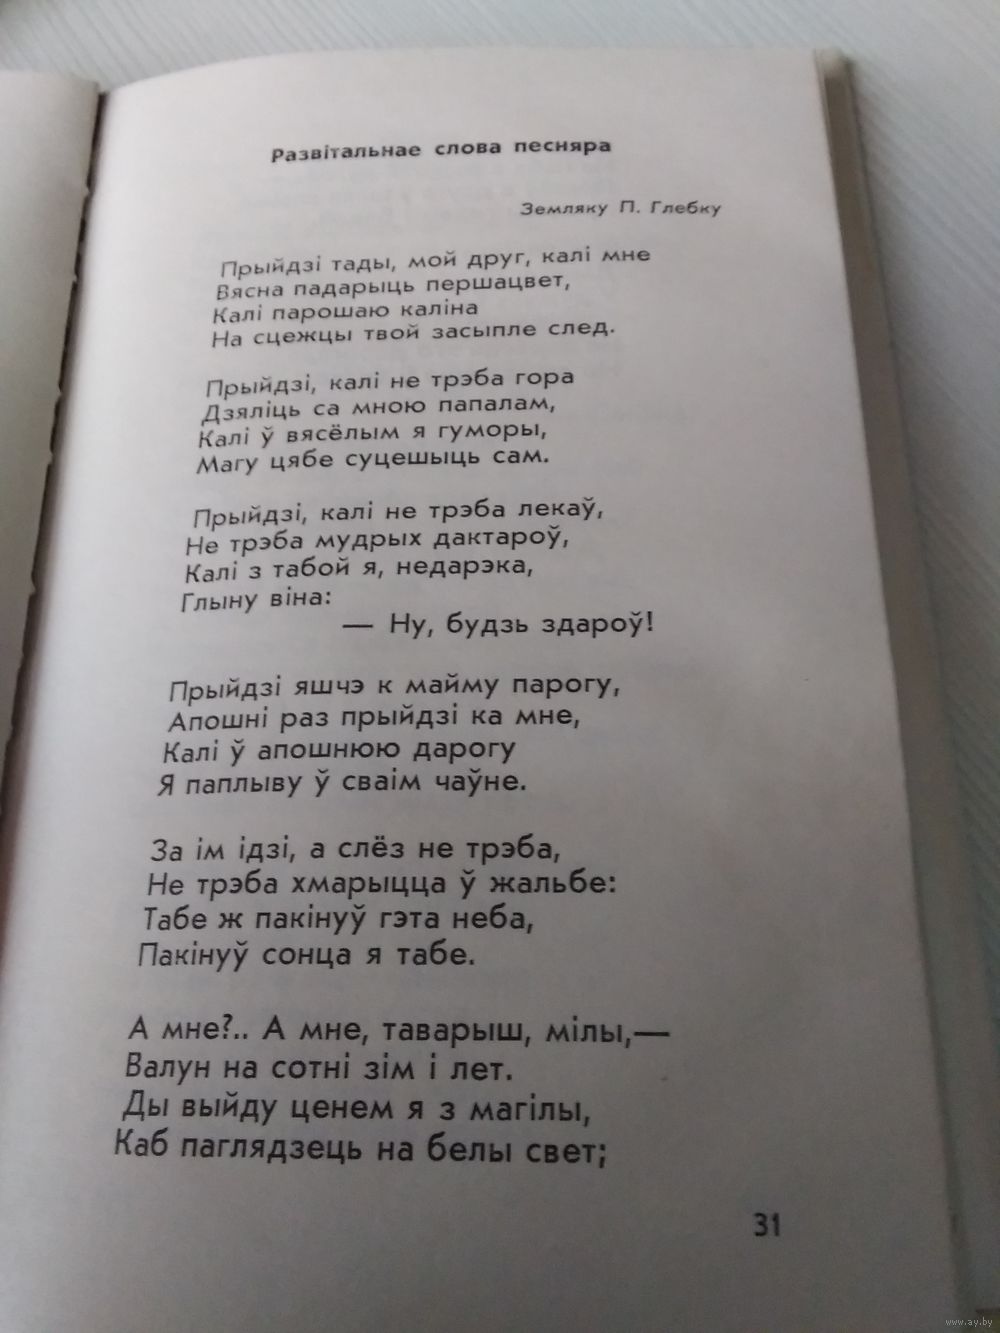 Развітальнае слова песняра
Земляку П. Глебку
Прыйдзі тады, мой друг, калі мне
Вясна падарыць першацвет,
Калі парошаю каліна
На сцежцы твой засыпле след.
Прыйдзі, калі не трэба гора
Дзяліць са мною папалам,
Калі ў вясёлым я гуморы,
Магу цябе суцешыць сам.
Прыйдзі, калі не трэба лекаў,
Не трэба мудрых дактароў,
Калі з табой я, недарэка,
Глыну віна:
— Ну, будзь здароў!
Прыйдзі яшчэ к майму парогу,
Апошні раз прыйдзі ка мне,
Калі ў апошнюю дарогу
Я паплыву ў сваім чаўне.
За ім ідзі, а слёз не трэба,
Не трэба хмарыцца ў жальбе:
Табе ж пакінуў гэта неба,
Пакінуў сонца я табе.
А мне?.. А мне, таварыш, мілы,—
Валун на сотні зім і лет.
Ды выйду ценем я з магілы,
Каб паглядзець на белы свет;
31
www.ay.by